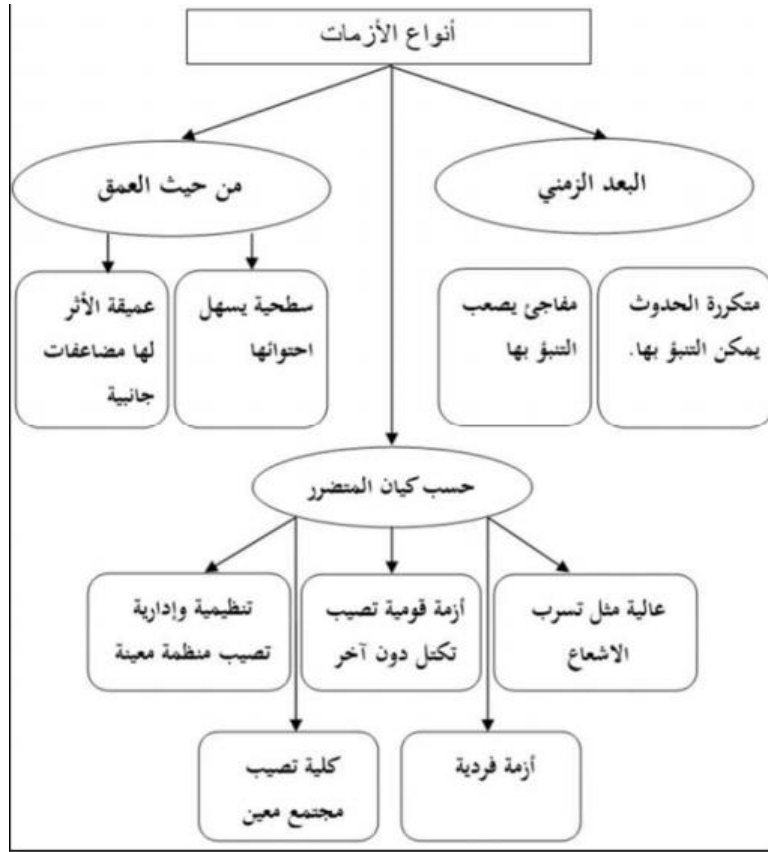 أنواع الأزمات
البعد الزمني
من حيث العمق
متكررة الحدوث
يمكن التنبؤ بها.
مفاجئ يصعب
التنبؤ بها
سطحية يسهل
احتوائها
عميقة الأثر
لها مضاعفات
جانبية
حسب كيان المتضرر
عالية مثل تسرب
الاشعاع
أزمة قومية تصيب
تكتل دون آخر
تنظيمية وإدارية
تصيب منظمة معينة
أزمة فردية
كلية تصيب
مجتمع معين